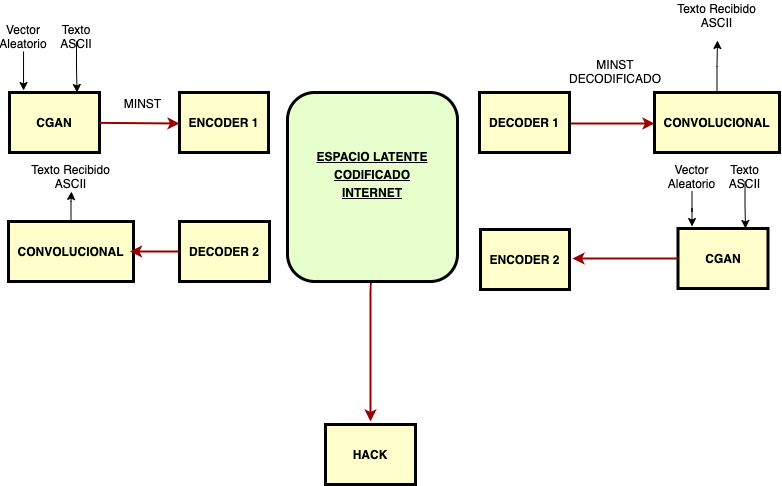 Vector
Aleatorio
Texto
ASCII
CGAN
MINST
ENCODER 1
Texto Recibido
ASCII
CONVOLUCIONAL
DECODER 2
ESPACIO LATENTE
CODIFICADO
INTERNET
HACK
Texto Recibido
ASCII
MINST
DECODIFICADO
DECODER 1
CONVOLUCIONAL
Vector
Aleatorio
Texto
ASCII
ENCODER 2
CGAN